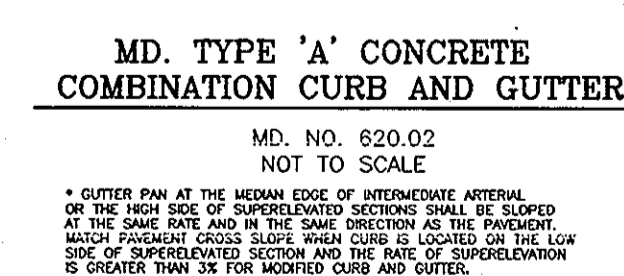 MD. TYPE 'A' CONCRETE
COMBINATION CURB AND GUTTER
MD. NO. 620.02
NOT TO SCALE
* GUTTER PAN AT THE MEDIAN EDGE OF INTERMEDIATE ARTERIAL
OR THE HIGH SIDE OF SUPERELEVATED SECTIONS SHALL BE SLOPED
AT THE SAME RATE AND IN THE SAME DIRECTION AS THE PAVEMENT.
MATCH PAVEMENT CROSS SLOPE WHEN CURB IS LOCATED ON THE LOW
SIDE OF SUPERELEVATED SECTION AND THE RATE OF SUPERELEVATION
IS GREATER THAN 3% FOR MODIFIED CURB AND GUTTER.